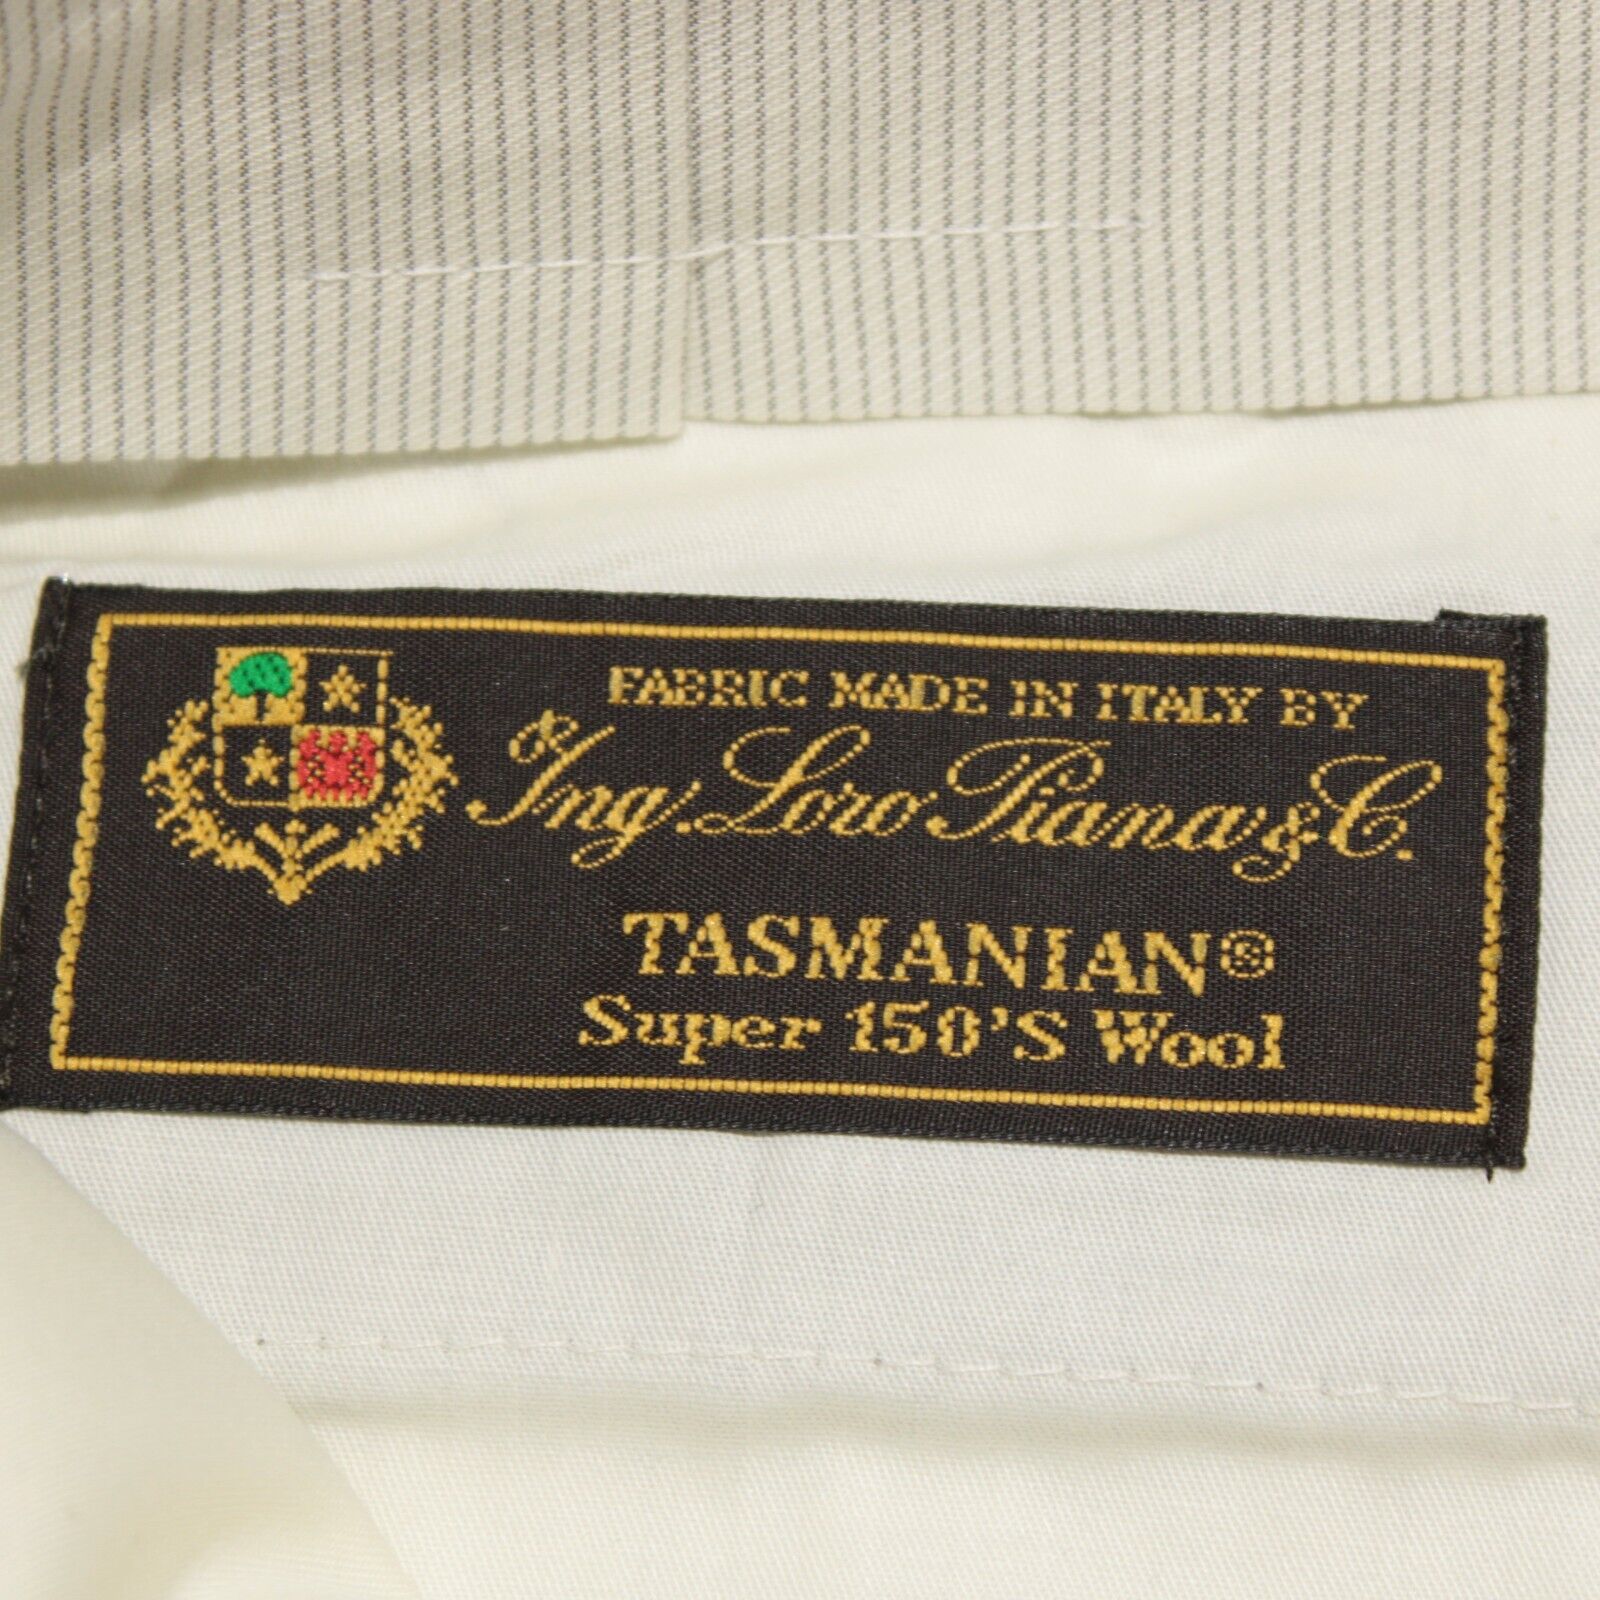 FABRIC MADE IN ITALY BY
Ing. Loro Piana & C.
TASMANIAN®
Super 150'S Wool